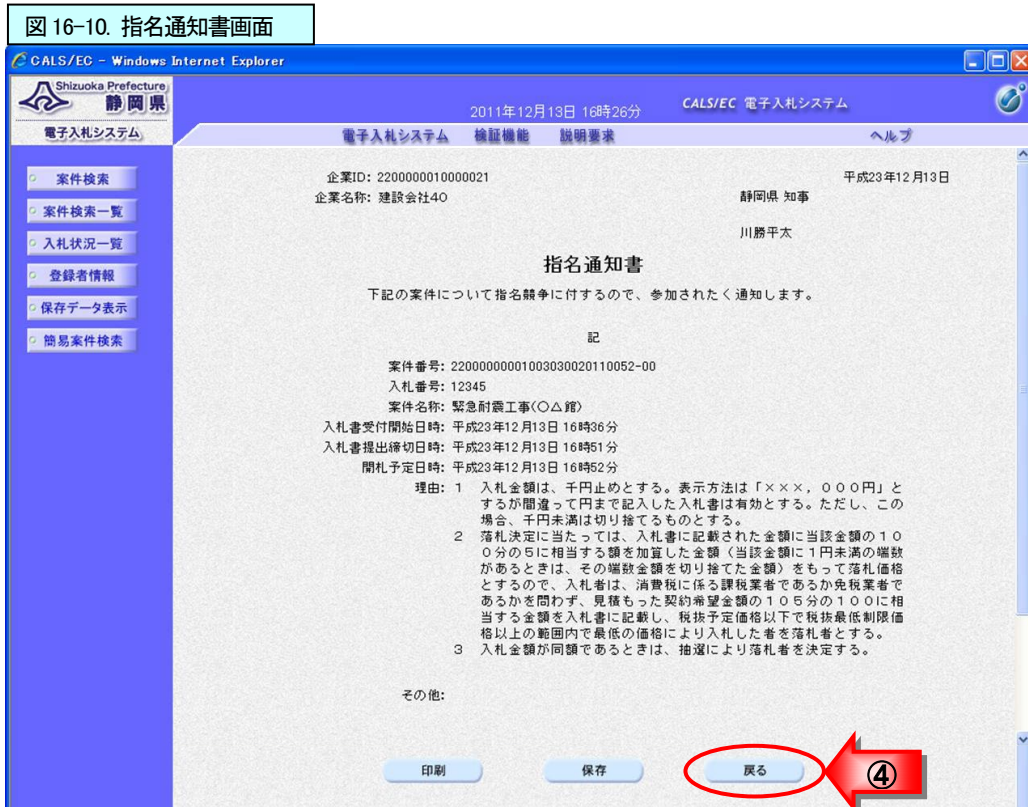 図 16-10. 指名通知書画面
CALS/EC - Windows Internet Explorer
Shizuoka Prefecture
静岡県
電子入札システム
2011年12月13日 16時26分
CALS/EC 電子入札システム
電子入札システム 検証機能 説明要求 ヘルプ
案件検索
案件検索一覧
入札状況一覧
登録者情報
保存データ表示
簡易案件検索
企業ID: 2200000010000021
企業名称: 建設会社40
平成23年12月13日
静岡県 知事
川勝平太
指名通知書
下記の案件について指名競争に付するので、参加されたく通知します。
記
案件番号: 22000000001003030020110052-00
入札番号: 12345
案件名称: 緊急耐震工事(○△館)
入札書受付開始日時: 平成23年12月13日 16時36分
入札書提出締切日時: 平成23年12月13日 16時51分
開札予定日時: 平成23年12月13日 16時52分
理由: 1 入札金額は、千円止めとする。表示方法は「×××，０００円」と
するが間違って円まで記入した入札書は有効とする。ただし、この
場合、千円未満は切り捨てるものとする。
2 落札決定に当たっては、入札書に記載された金額に当該金額の１０
０分の５に相当する額を加算した金額（当該金額に１円未満の端数
があるときは、その端数金額を切り捨てた金額）をもって落札価格
とするので、入札者は、消費税に係る課税業者であるか免税業者で
あるかを問わず、見積もった契約希望金額の１０５分の１００に相
当する金額を入札書に記載し、税抜予定価格以下で税抜最低制限価
格以上の範囲内で最低の価格により入札した者を落札者とする。
3 入札金額が同額であるときは、抽選により落札者を決定する。
その他:
印刷
保存
戻る
④